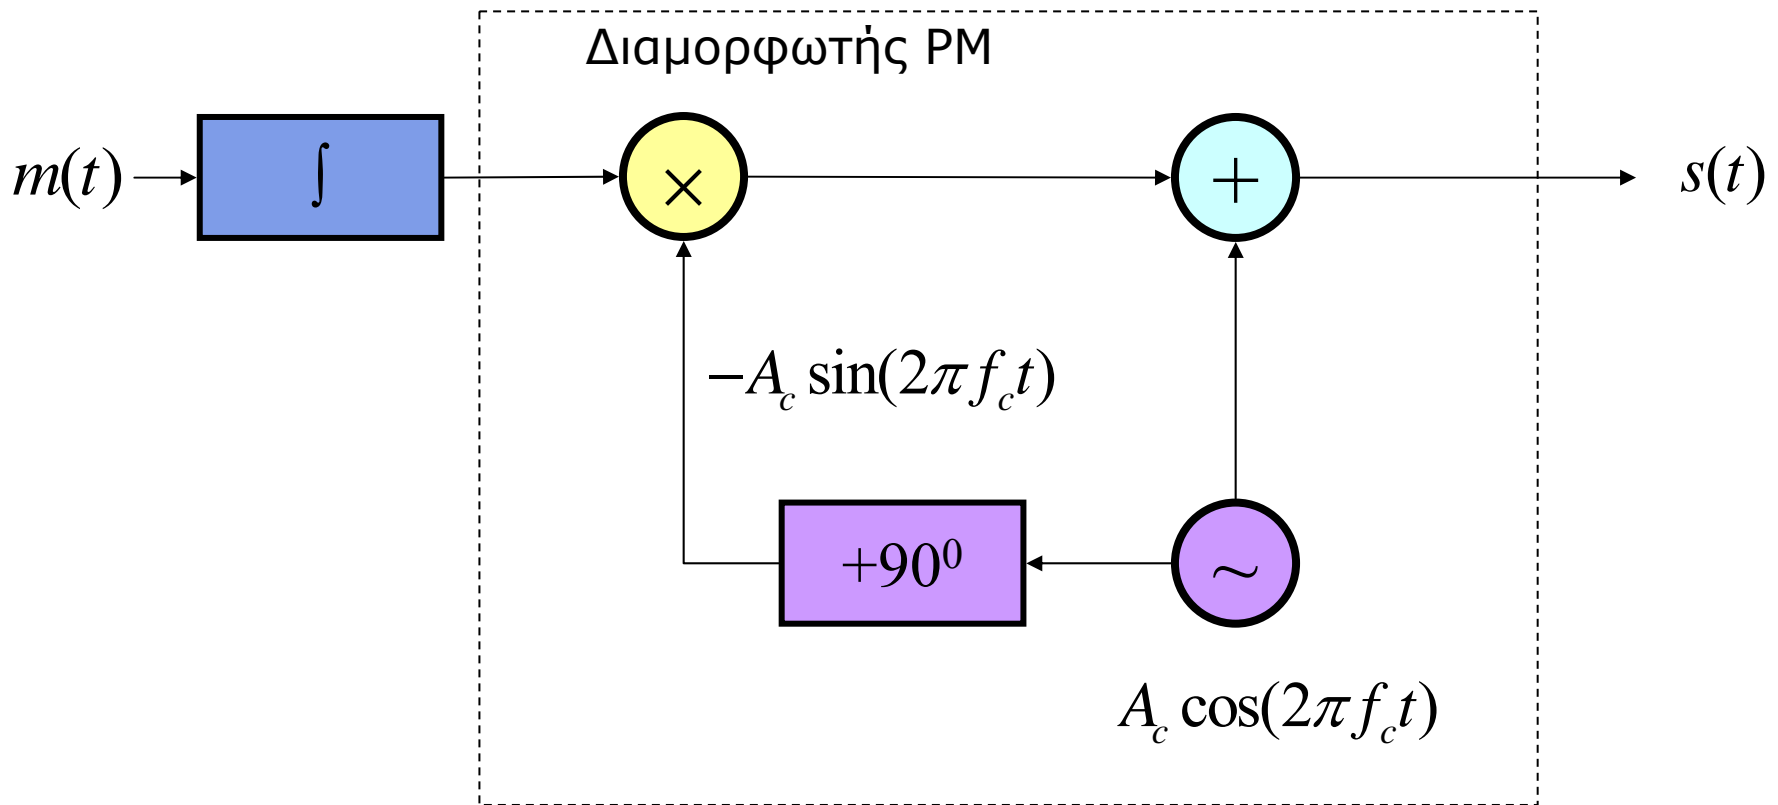 Διαμορφωτής PM
m(t)
∫
×
+
s(t)
−A_c sin(2πf_c t)
+90⁰
~
A_c cos(2πf_c t)